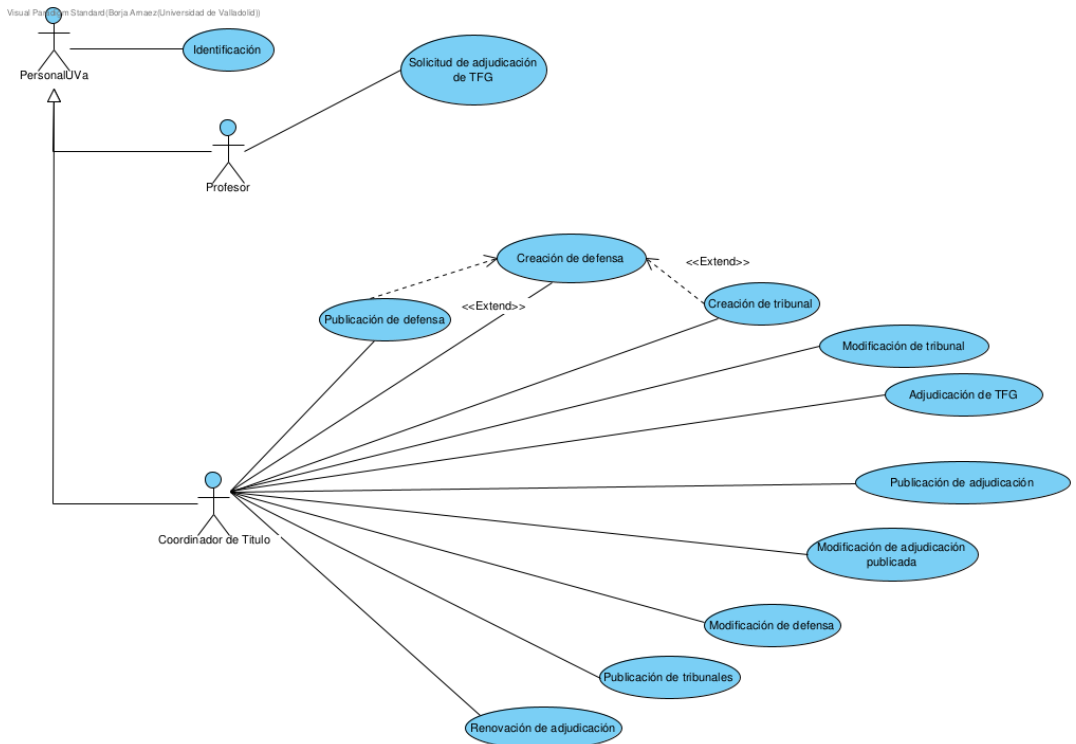 Visual Paradigm Standard(Borja Arnaez(Universidad de Valladolid))
Identificación
PersonalUVa
Solicitud de adjudicación
de TFG
Profesor
Creación de defensa
<<Extend>>
<<Extend>>
Creación de tribunal
Publicación de defensa
Modificación de tribunal
Adjudicación de TFG
Publicación de adjudicación
Coordinador de Titulo
Modificación de adjudicación
publicada
Modificación de defensa
Publicación de tribunales
Renovación de adjudicación